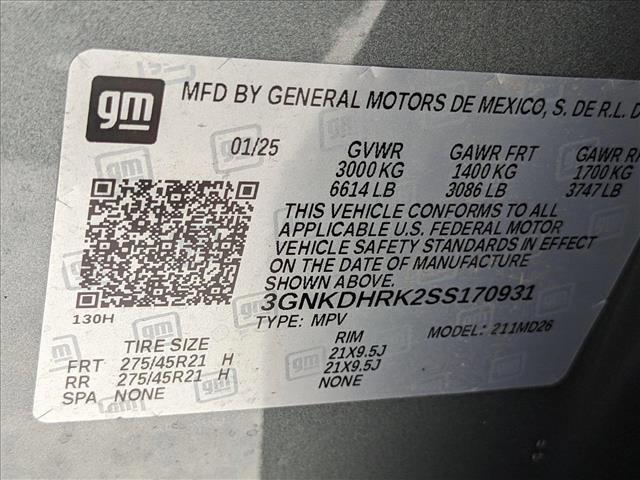 gm
MFD BY GENERAL MOTORS DE MEXICO, S. DE R.L. D
01/25 GVWR GAWR FRT GAWR R
3000 KG 1400 KG 1700 KG
6614 LB 3086 LB 3747 LB
THIS VEHICLE CONFORMS TO ALL
APPLICABLE U.S. FEDERAL MOTOR
VEHICLE SAFETY STANDARDS IN EFFECT
ON THE DATE OF MANUFACTURE
SHOWN ABOVE.
3GNKDHRK2SS170931
130H
TYPE: MPV MODEL: 211MD26
TIRE SIZE RIM
FRT 275/45R21 H 21X9.5J
RR 275/45R21 H 21X9.5J
SPA NONE NONE